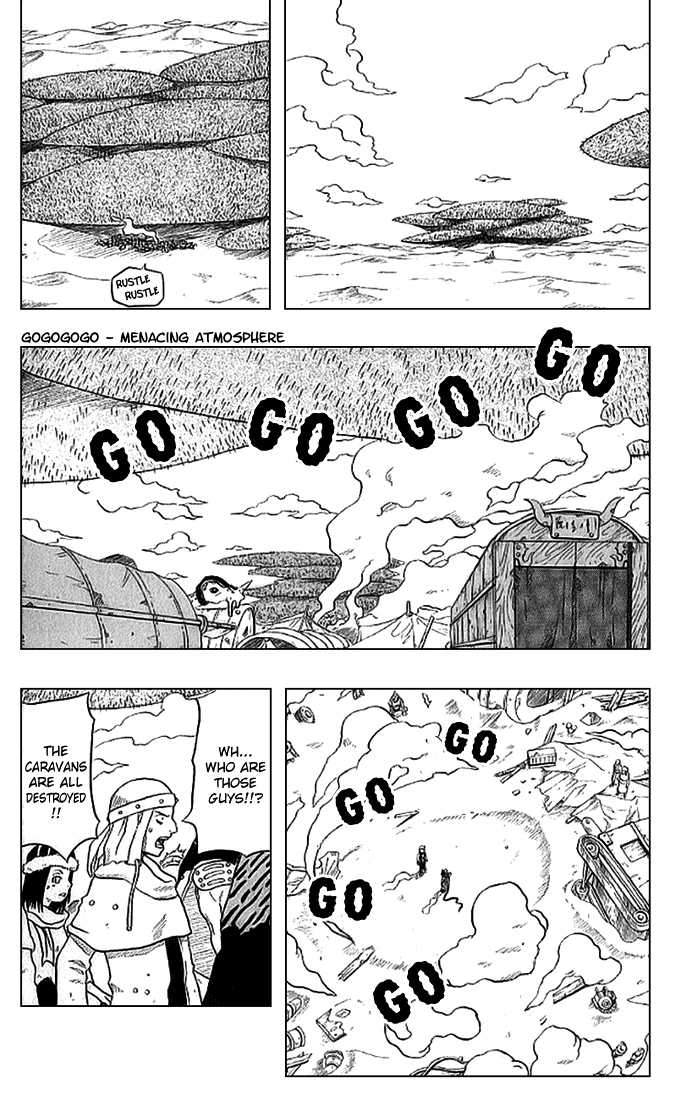 RUSTLE
RUSTLE
GOGOGOGO - MENACING ATMOSPHERE
GO
GO
GO
GO
WH...
WHO ARE
THOSE
GUYS!!?
THE
CARAVANS
ARE ALL
DESTROYED
!!
GO
GO
GO
GO